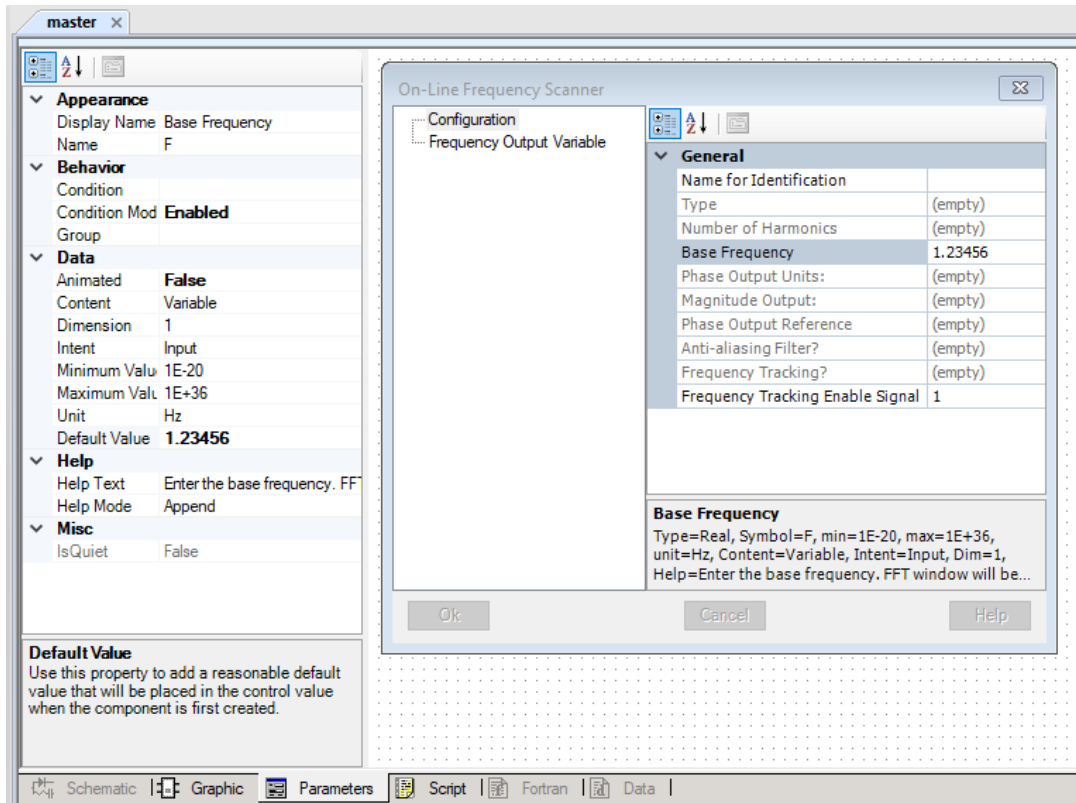 master
Appearance
Display Name Base Frequency
Name F
Behavior
Condition
Condition Mod Enabled
Group
Data
Animated False
Content Variable
Dimension 1
Intent Input
Minimum Valu 1E-20
Maximum Valu 1E+36
Unit Hz
Default Value 1.23456
Help
Help Text Enter the base frequency. FFT
Help Mode Append
Misc
IsQuiet False
Default Value
Use this property to add a reasonable default
value that will be placed in the control value
when the component is first created.
On-Line Frequency Scanner
Configuration
Frequency Output Variable
General
Name for Identification
Type (empty)
Number of Harmonics (empty)
Base Frequency 1.23456
Phase Output Units: (empty)
Magnitude Output: (empty)
Phase Output Reference (empty)
Anti-aliasing Filter? (empty)
Frequency Tracking? (empty)
Frequency Tracking Enable Signal 1
Base Frequency
Type=Real, Symbol=F, min=1E-20, max=1E+36,
unit=Hz, Content=Variable, Intent=Input, Dim=1,
Help=Enter the base frequency. FFT window will be...
Ok Cancel Help
Schematic Graphic Parameters Script Fortran Data